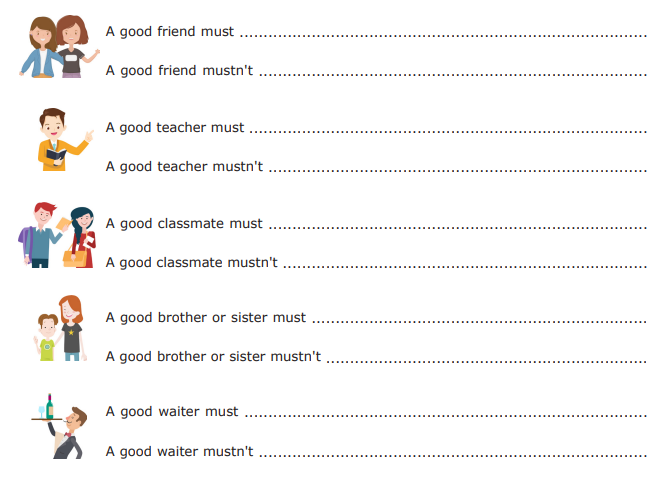 A good friend must ........................................................................................
A good friend mustn't ...................................................................................
A good teacher must ......................................................................................
A good teacher mustn't .................................................................................
A good classmate must .................................................................................
A good classmate mustn't ..............................................................................
A good brother or sister must ........................................................................
A good brother or sister mustn't .....................................................................
A good waiter must .......................................................................................
A good waiter mustn't ...................................................................................